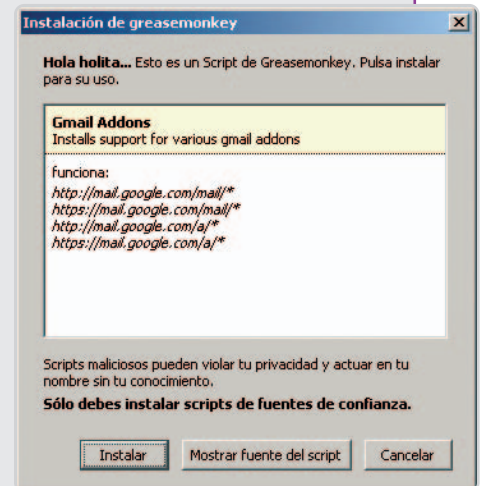 Instalación de greasemonkey
Hola holita... Esto es un Script de Greasemonkey. Pulsa instalar
para su uso.
Gmail Addons
Installs support for various gmail addons
funciona:
http://mail.google.com/mail/*
https://mail.google.com/mail/*
http://mail.google.com/a/*
https://mail.google.com/a/*
Scripts maliciosos pueden violar tu privacidad y actuar en tu
nombre sin tu conocimiento.
Sólo debes instalar scripts de fuentes de confianza.
Instalar Mostrar fuente del script Cancelar